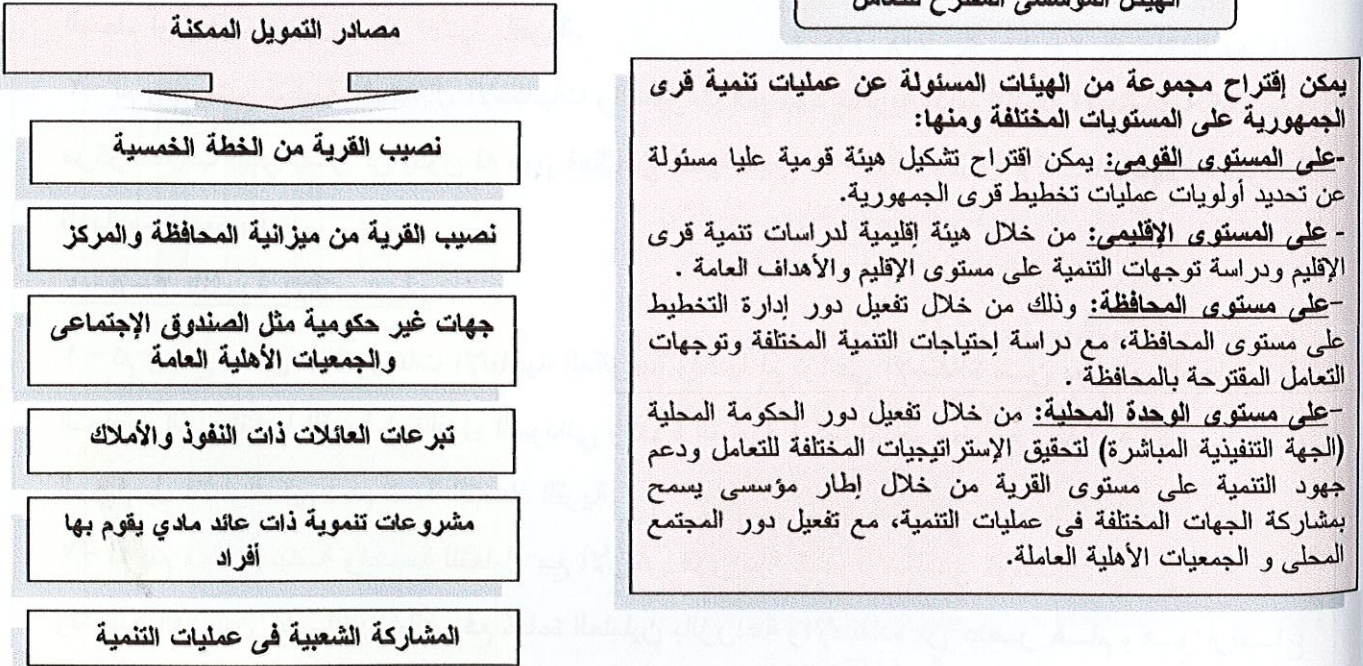 الهيكل المؤسسى المقترح للتعامل
يمكن إقتراح مجموعة من الهيئات المسئولة عن عمليات تنمية قرى
الجمهورية على المستويات المختلفة ومنها:
-على المستوى القومى: يمكن اقتراح تشكيل هيئة قومية عليا مسئولة
عن تحديد أولويات عمليات تخطيط قرى الجمهورية.
- على المستوى الإقليمى: من خلال هيئة إقليمية لدراسات تنمية قرى
الإقليم ودراسة توجهات التنمية على مستوى الإقليم والأهداف العامة .
-على مستوى المحافظة: وذلك من خلال تفعيل دور إدارة التخطيط
على مستوى المحافظة، مع دراسة إحتياجات التنمية المختلفة وتوجهات
التعامل المقترحة بالمحافظة .
-على مستوى الوحدة المحلية: من خلال تفعيل دور الحكومة المحلية
(الجهة التنفيذية المباشرة) لتحقيق الإستراتيجيات المختلفة للتعامل ودعم
جهود التنمية على مستوى القرية من خلال إطار مؤسسى يسمح
بمشاركة الجهات المختلفة فى عمليات التنمية، مع تفعيل دور المجتمع
المحلى و الجمعيات الأهلية العاملة.
مصادر التمويل الممكنة
نصيب القرية من الخطة الخمسية
نصيب القرية من ميزانية المحافظة والمركز
جهات غير حكومية مثل الصندوق الإجتماعى
والجمعيات الأهلية العامة
تبرعات العائلات ذات النفوذ والأملاك
مشروعات تنموية ذات عائد مادي يقوم بها
أفراد
المشاركة الشعبية فى عمليات التنمية